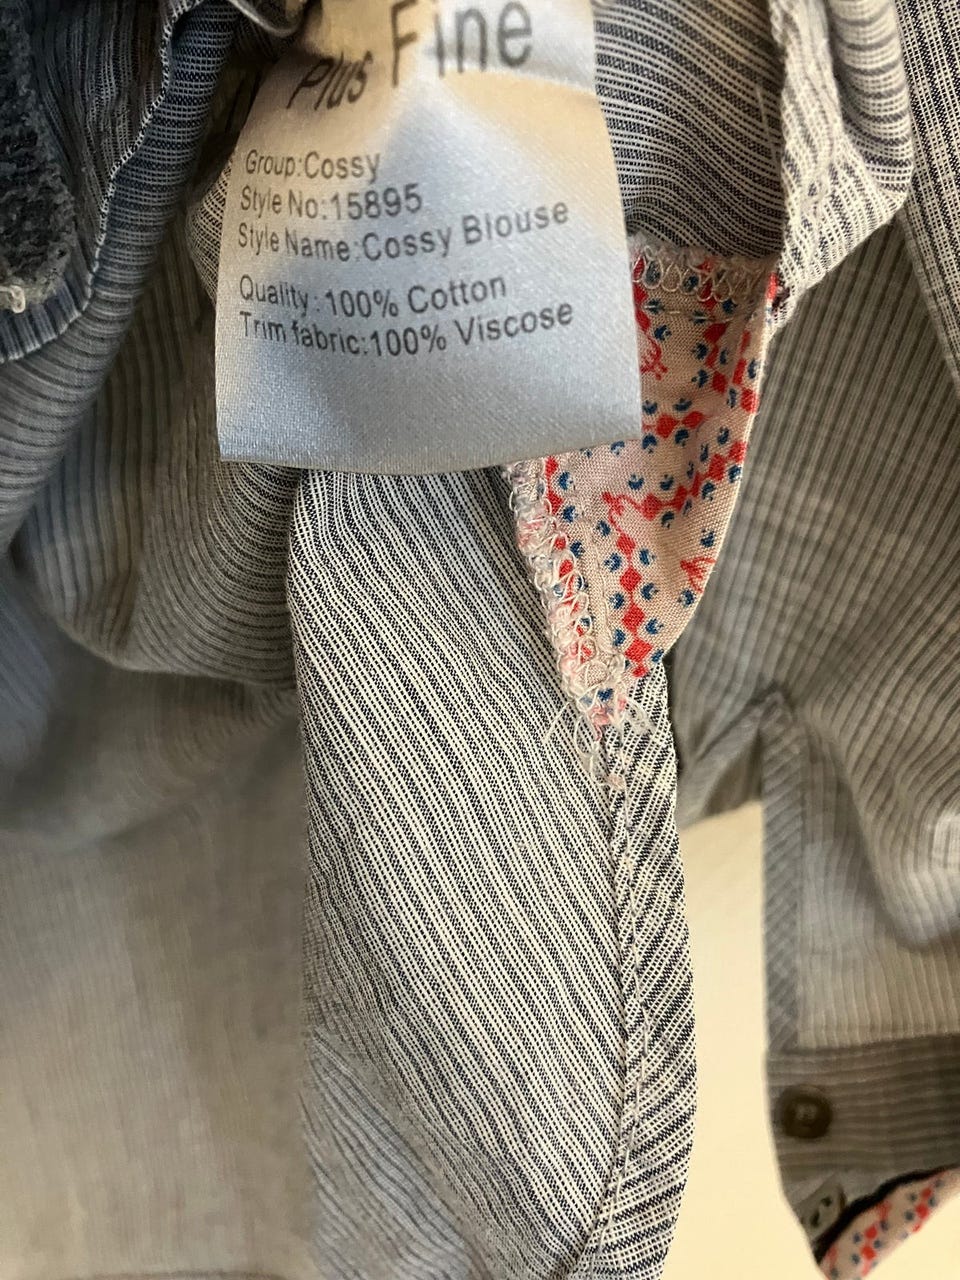 Plus Fine
Group:Cossy
Style No:15895
Style Name:Cossy Blouse
Quality:100% Cotton
Trim fabric:100% Viscose